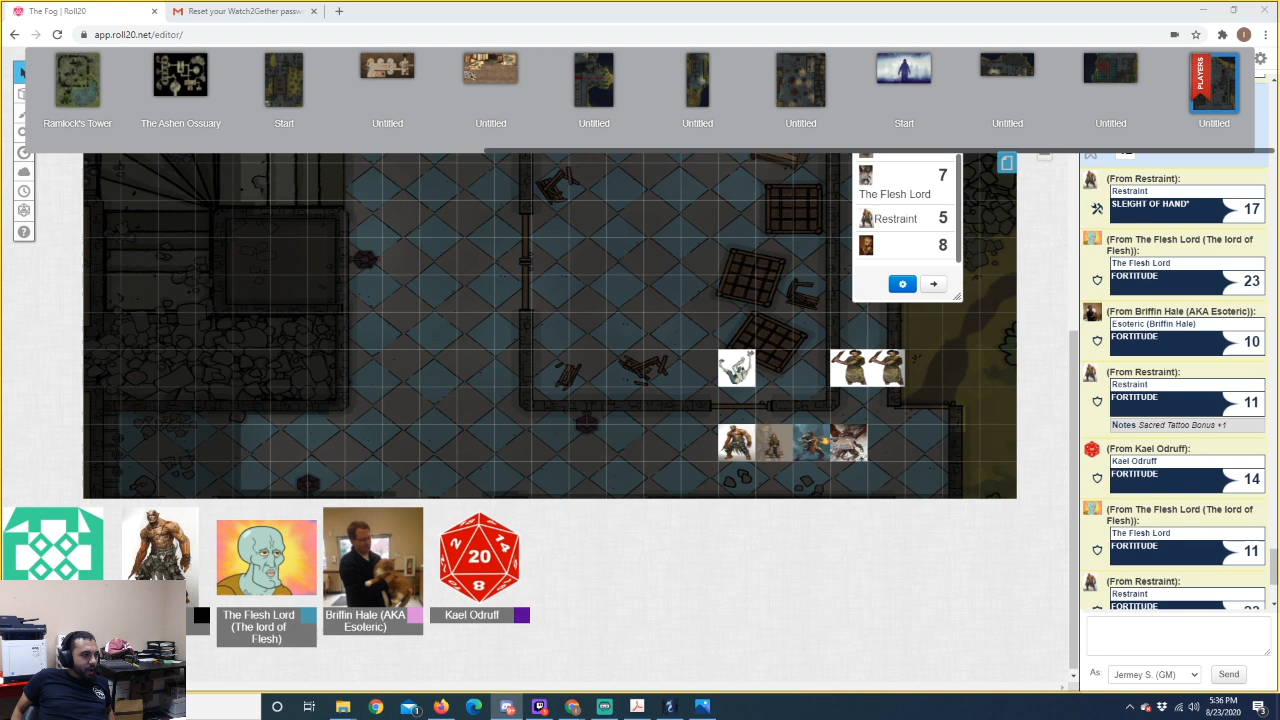 The Fog | Roll20
Reset your Watch2Gether passw
app.roll20.net/editor/
Ramlock's Tower
The Ashen Ossuary
Start
Untitled
Untitled
Untitled
Untitled
Untitled
Start
Untitled
Untitled
PLAYERS
Untitled
7
The Flesh Lord
Restraint 5
8
(From Restraint):
Restraint
SLEIGHT OF HAND*
17
(From The Flesh Lord (The lord of
Flesh)):
The Flesh Lord
FORTITUDE
23
(From Briffin Hale (AKA Esoteric)):
Esoteric (Briffin Hale)
FORTITUDE
10
(From Restraint):
Restraint
FORTITUDE
11
Notes Sacred Tattoo Bonus +1
(From Kael Odruff):
Kael Odruff
FORTITUDE
14
(From The Flesh Lord (The lord of
Flesh)):
The Flesh Lord
FORTITUDE
11
(From Restraint):
Restraint
FORTITUDE
2
14
20
8
The Flesh Lord
(The lord of
Flesh)
Briffin Hale (AKA
Esoteric)
Kael Odruff
As:
Jermey S. (GM)
Send
1
5:36 PM
8/23/2020
3